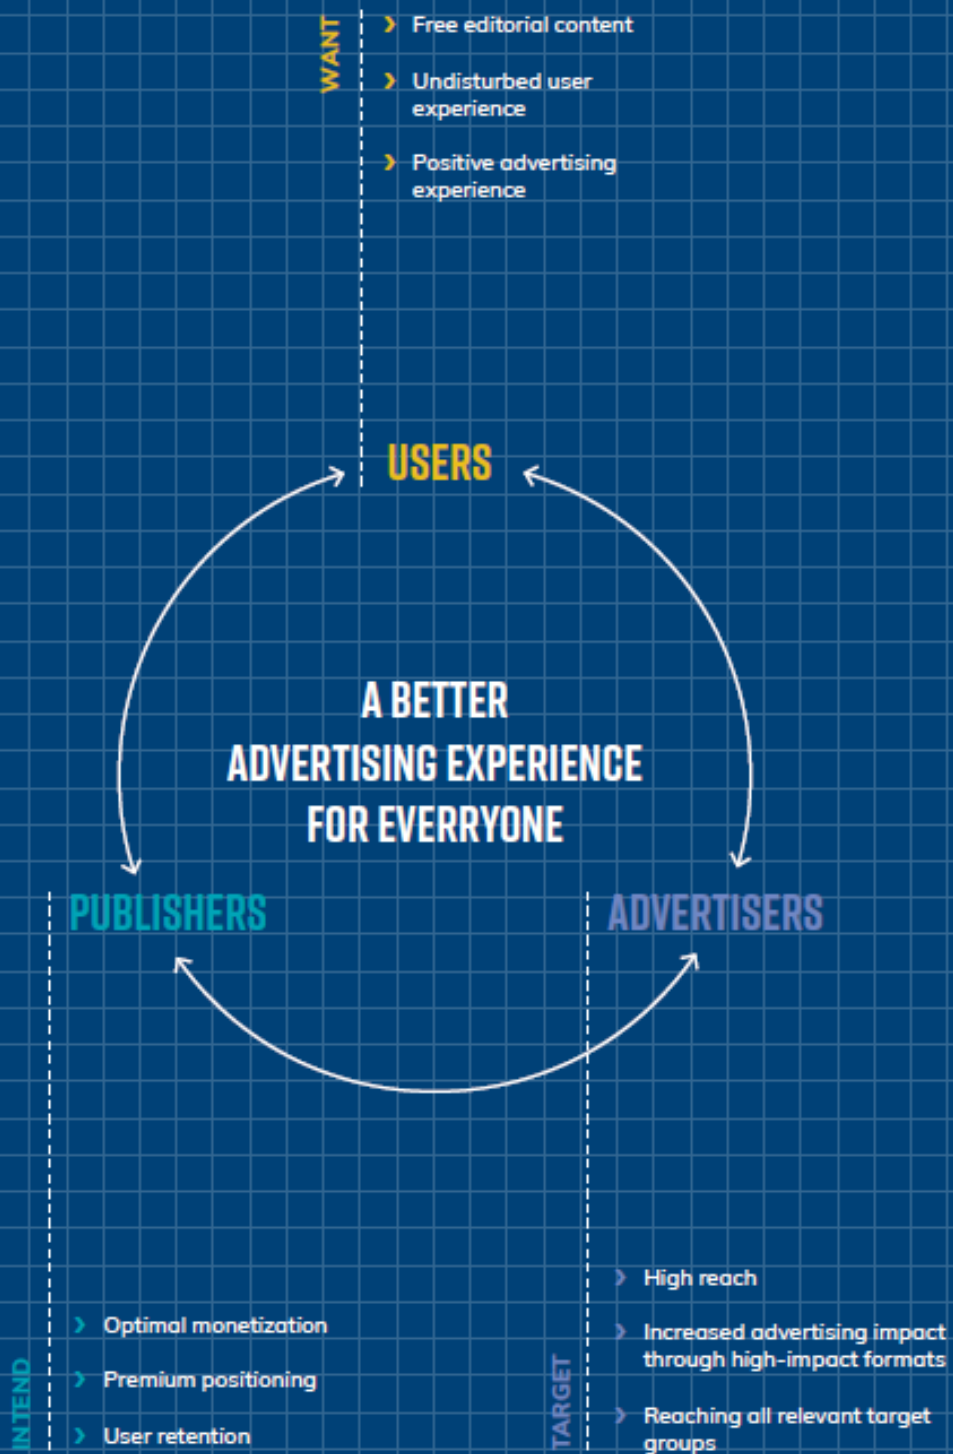 WANT
Free editorial content
Undisturbed user
experience
Positive advertising
experience
USERS
A BETTER
ADVERTISING EXPERIENCE
FOR EVERRYONE
PUBLISHERS
ADVERTISERS
INTEND
Optimal monetization
Premium positioning
User retention
TARGET
High reach
Increased advertising impact
through high-impact formats
Reaching all relevant target
groups